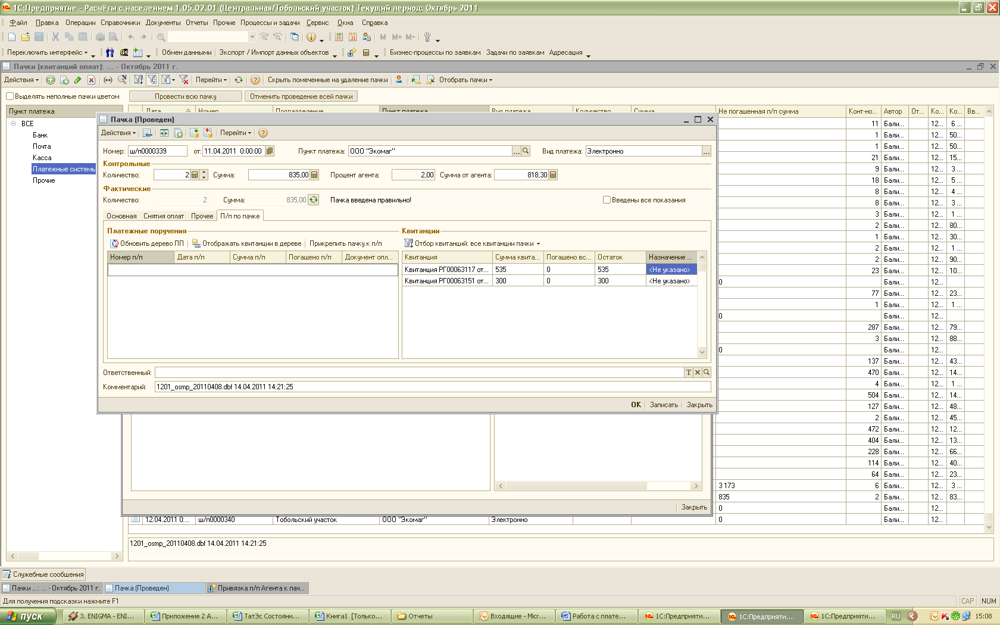 1С:Предприятие - Расчёты с населением 1.05.02.01 (Центральная/Тобольский участок) Текущий период: Октябрь 2011
Файл Правка Операции Справочники Документы Отчеты Прочие Процессы и задачи Сервис Окна Справка
M M+ M-
Переключить интерфейс Обмен данными Экспорт / Импорт данных объектов Бизнес-процессы по заявкам Задачи по заявкам Адресация
Пачки (квитанций оплат): ... - Октябрь 2011 г.
Действия Перейти Скрыть помеченные на удаление пачки Отобрать пачки
Выделять неполные пачки цветом Провести всю пачку Отменить проведение всей пачки
Пункт платежа Дата Номер Подразделение Пункт платежа Вид платежа Количество Сумма Не погашенная п/п сумма Конт-но... Автор От... Ко... Ко... Вв...
ВСЕ
Банк
Почта
Касса
Платежные системы
Прочие
Пачка (Проведен)
Действия Перейти
Номер: ш/п0000339 от: 11.04.2011 0:00:00 Пункт платежа: ООО "Экомаг" ... Вид платежа: Электронно ...
Контрольные
Количество: 2 Сумма: 835,00 Процент агента: 2,00 Сумма от агента: 818,30
Фактические
Количество: 2 Сумма: 835,00 Пачка введена правильно! Введены все показания
Основная Снятия оплат Прочее П/п по пачке
Платежные поручения Квитанции
Обновить дерево ПП Отображать квитанции в дереве Прикрепить пачку к п/п Отбор квитанций: все квитанции пачки
Номер п/п Дата п/п Сумма п/п Погашено п/п Документ опл... Квитанция Сумма квита... Погашено вс... Остаток Назначение ...
Квитанция РГ00063117 от... 535 0 535 <Не указано>
Квитанция РГ00063151 от... 300 0 300 <Не указано>
Ответственный: T
Комментарий: 1201_osmp_20110408.dbf 14.04.2011 14:21:25
OK Записать Закрыть
11 Бали... 12... 6 ...
1 Бали... 12... 50...
1 Бали... 12... 50...
21 Бали... 12... 15...
9 Бали... 12... 3 ...
18 Бали... 12... 5 ...
8 Бали... 12... 4 ...
8 Бали... 12... 3 ...
3 Бали... 12... 1 ...
2 Бали... 12... 80...
1 Бали... 12... 30...
2 Бали... 12... 1 ...
2 Бали... 12... 90...
23 Бали... 12... 10...
0 Бали... 12...
77 Бали... 12... 23...
1 Бали... 12... 1 ...
0 Бали... 12...
287 Бали... 12... 79...
3 Бали... 12... 88...
0 Бали... 12...
137 Бали... 12... 43...
470 Бали... 12... 14...
4 Бали... 12... 1 ...
504 Бали... 12... 14...
127 Бали... 12... 48...
2 Бали... 12... 45...
472 Бали... 12... 12...
404 Бали... 12... 13...
228 Бали... 12... 66...
114 Бали... 12... 40...
64 Бали... 12... 23...
3 173 6 Бали... 12... 3 ...
835 2 Бали... 12... 83...
Закрыть 0 Бали... 12...
12.04.2011 0:... ш/п0000340 Тобольский участок ООО "Экомаг" Электронно 0 Бали... 12...
1201_osmp_20110408.dbf 14.04.2011 14:21:25
Служебные сообщения
Пачки ...: ... - Октябрь 2011 г. Пачка (Проведен) Привязка п/п Агента к пач...
Для получения подсказки нажмите F1 CAP NUM
пуск 3. ENIGMA - ENI... Приложение 2 А... ТатЭс Состояни... Книга1 [Только... Отчеты Входящие - Micr... Работа с плате... 1С:Предприяти... 1С:Предприяти... 1С:Предприяти... RU 15:08